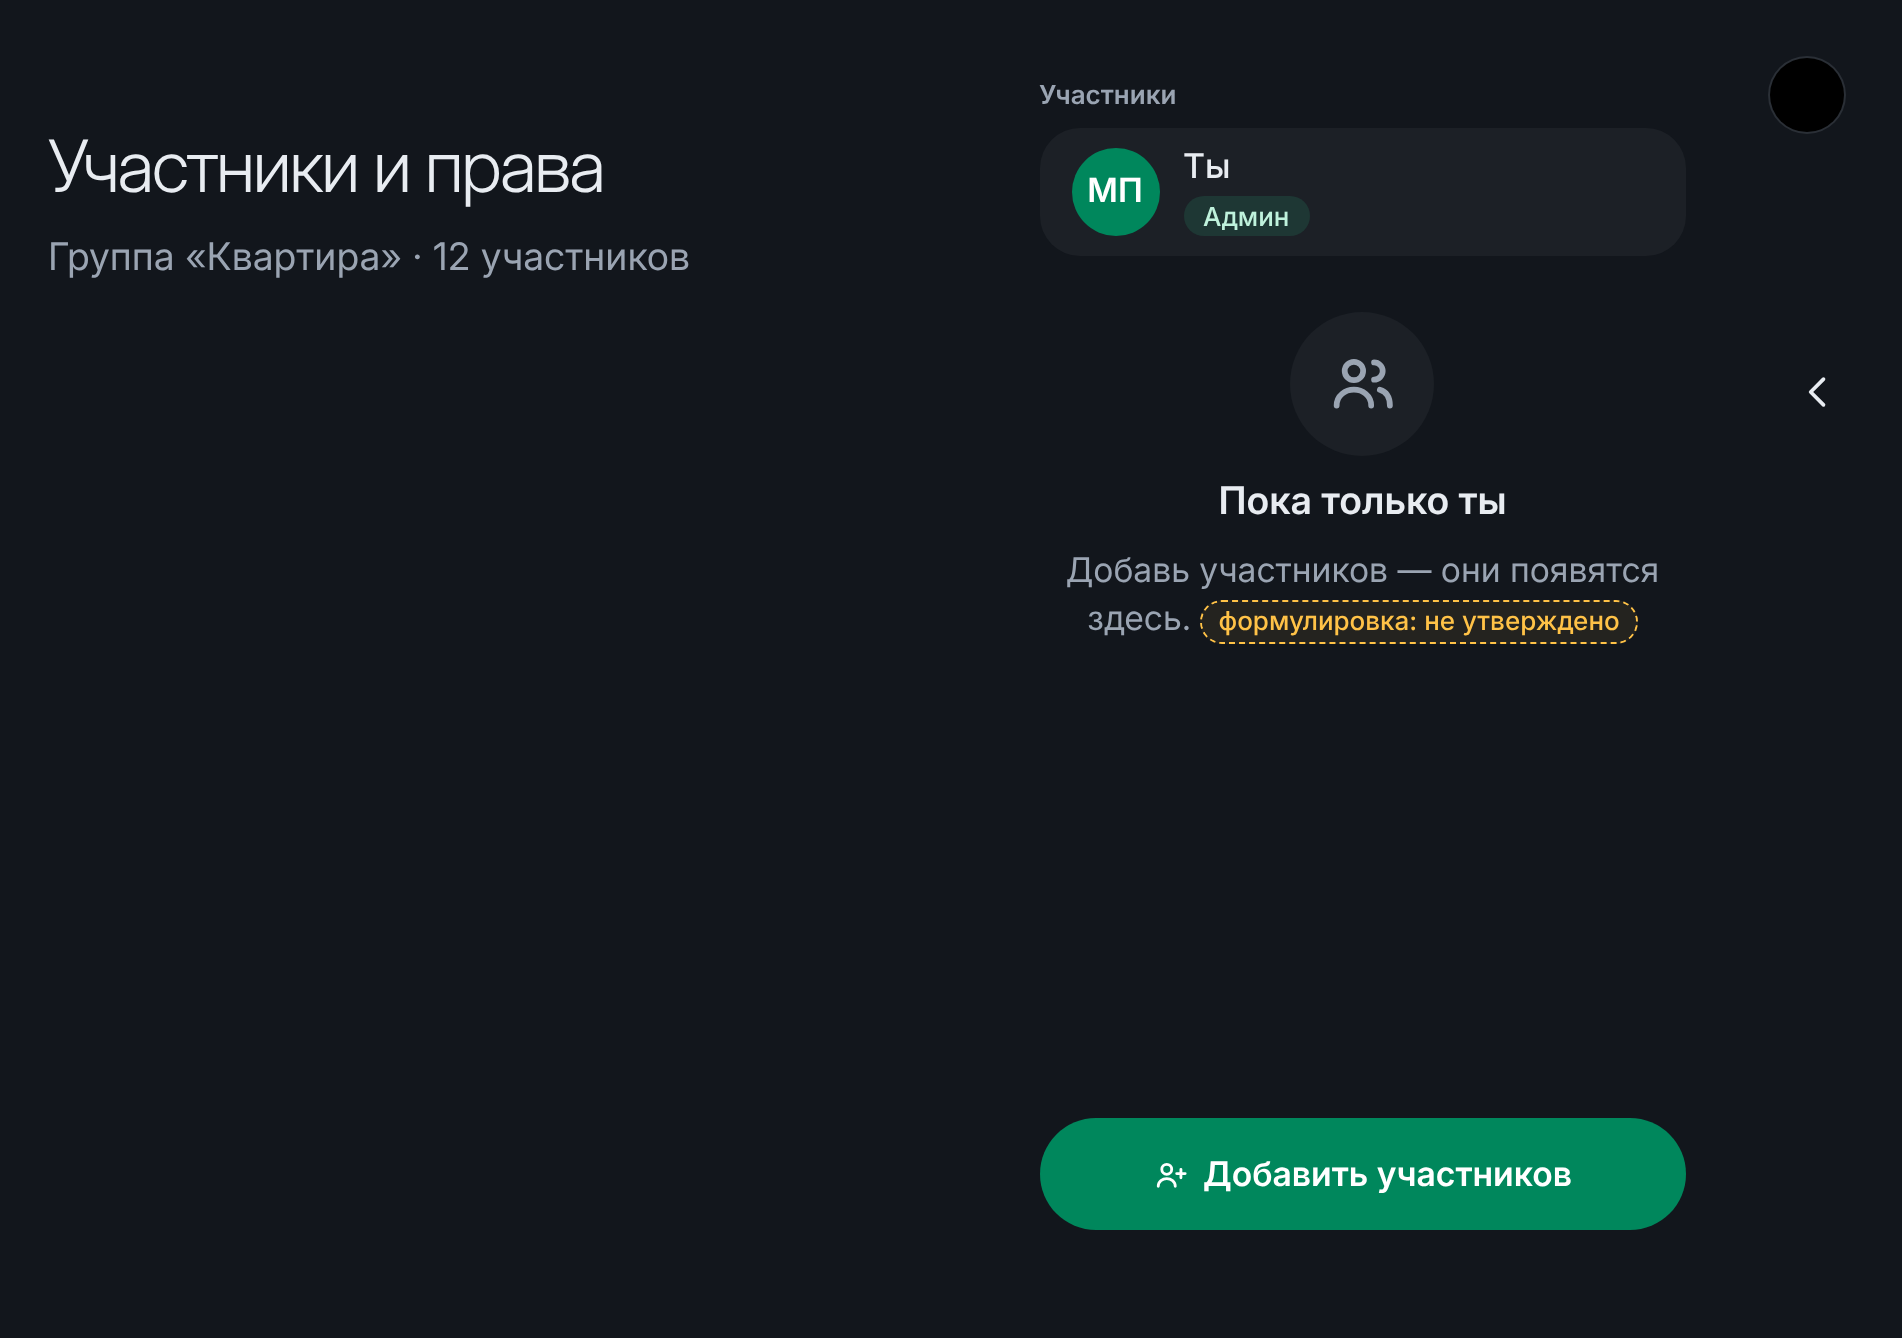 Участники и права
Группа «Квартира» · 12 участников
Участники
МП
Ты
Админ
Пока только ты
Добавь участников — они появятся
здесь. формулировка: не утверждено
Добавить участников